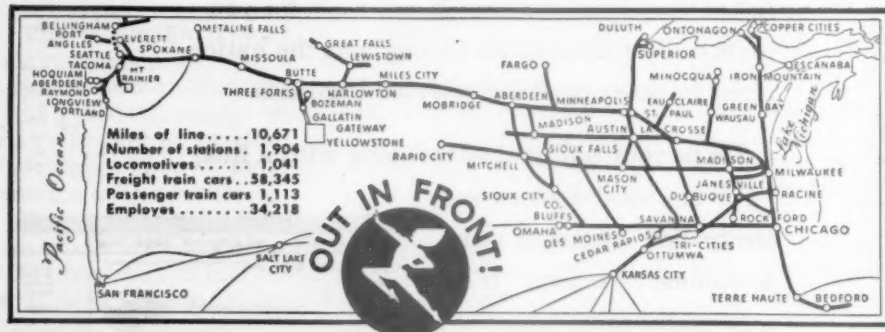 BELLINGHAM
PORT
ANGELES
EVERETT
SEATTLE
SPOKANE
TACOMA
MT.
RAINIER
HOQUIAM
ABERDEEN
RAYMOND
LONGVIEW
PORTLAND
METALINE FALLS
MISSOULA
GREAT FALLS
LEWISTOWN
BUTTE
THREE FORKS
HARLOWTON
MILES CITY
BOZEMAN
GALLATIN
GATEWAY
YELLOWSTONE
MOBRIDGE
FARGO
ABERDEEN
MINNEAPOLIS
ST. PAUL
DULUTH
SUPERIOR
ONTONAGON
COPPER CITIES
ESCANABA
MINOCQUA
IRON MOUNTAIN
EAU CLAIRE
WAUSAU
GREEN BAY
Lake Michigan
MADISON
AUSTIN
LA CROSSE
RAPID CITY
MITCHELL
SIOUX FALLS
MASON
CITY
MADISON
JANESVILLE
MILWAUKEE
RACINE
SIOUX CITY
DUBUQUE
CO.
BLUFFS
OMAHA
DES MOINES
CEDAR RAPIDS
SAVANNA
ROCKFORD
CHICAGO
TRI-CITIES
OTTUMWA
KANSAS CITY
TERRE HAUTE
BEDFORD
Miles of line.....10,671
Number of stations. 1,904
Locomotives....... 1,041
Freight train cars..58,345
Passenger train cars 1,113
Employes........34,218
Pacific Ocean
SALT LAKE
CITY
SAN FRANCISCO
OUT IN FRONT!